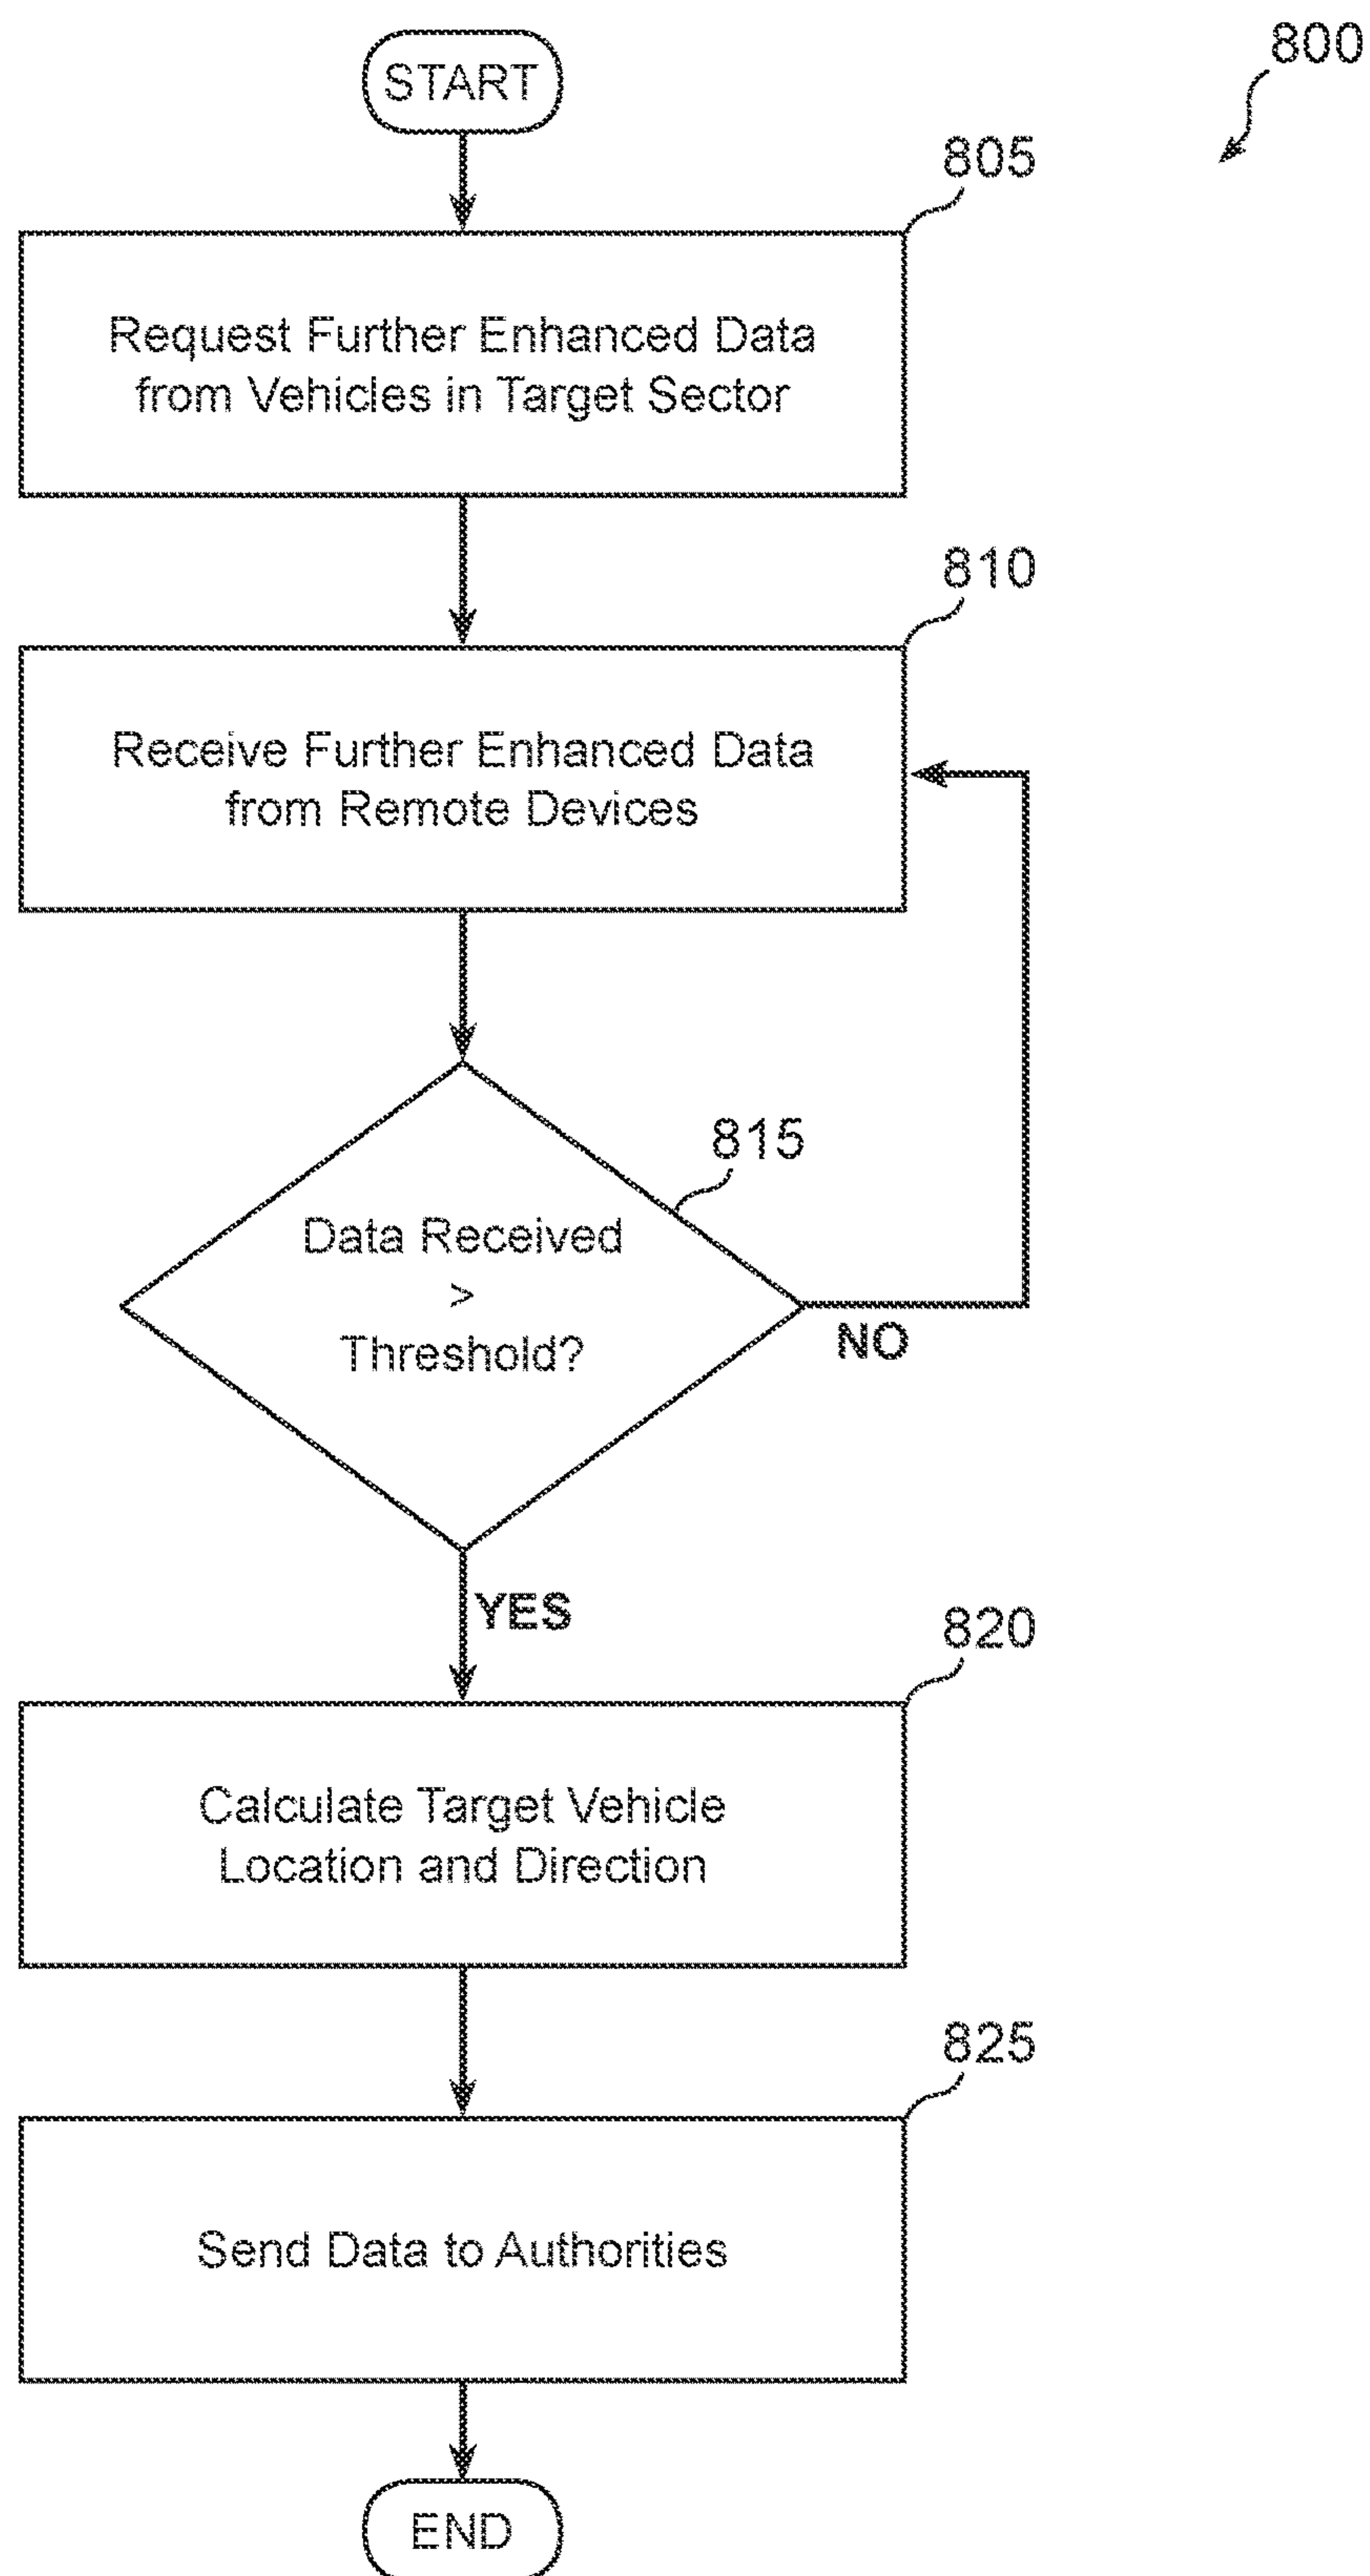 START
800
805
Request Further Enhanced Data
from Vehicles in Target Sector
810
Receive Further Enhanced Data
from Remote Devices
815
Data Received
>
Threshold?
NO
YES
820
Calculate Target Vehicle
Location and Direction
825
Send Data to Authorities
END